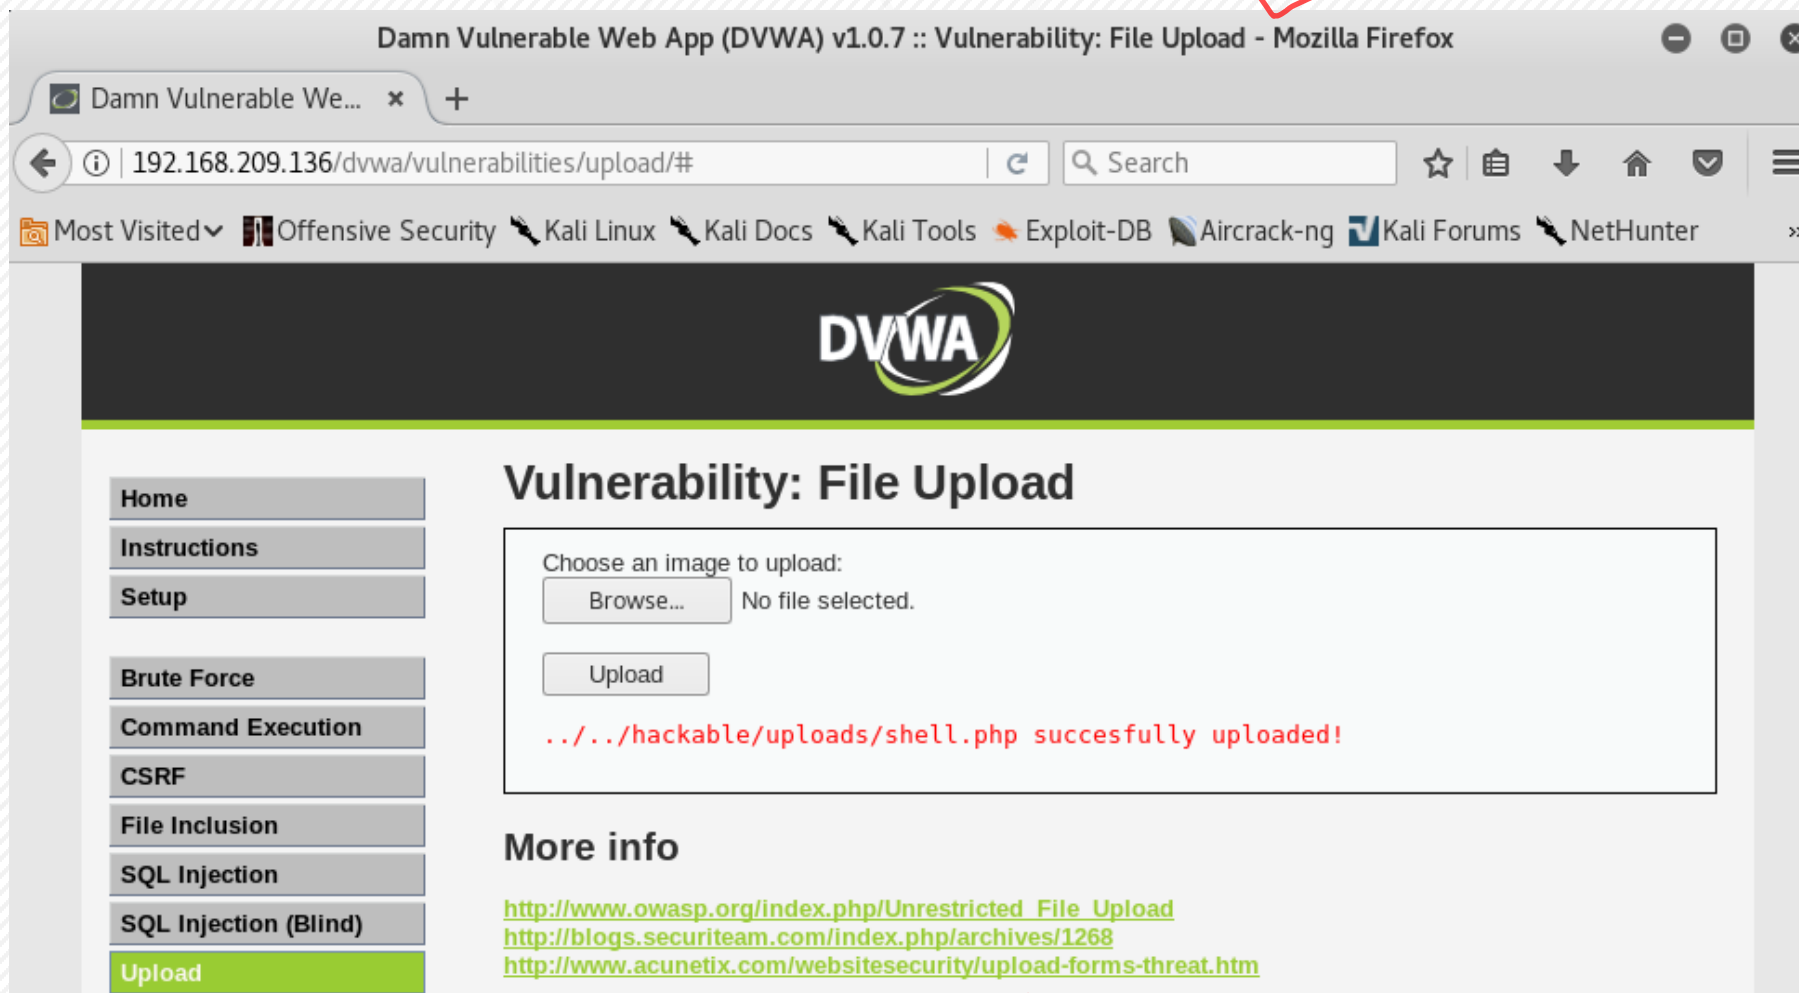 Damn Vulnerable Web App (DVWA) v1.0.7 :: Vulnerability: File Upload - Mozilla Firefox
Damn Vulnerable We...
192.168.209.136/dvwa/vulnerabilities/upload/#
Search
Most Visited Offensive Security Kali Linux Kali Docs Kali Tools Exploit-DB Aircrack-ng Kali Forums NetHunter »
DVWA
Home
Instructions
Setup
Brute Force
Command Execution
CSRF
File Inclusion
SQL Injection
SQL Injection (Blind)
Upload
Vulnerability: File Upload
Choose an image to upload:
Browse... No file selected.
Upload
../../hackable/uploads/shell.php succesfully uploaded!
More info
http://www.owasp.org/index.php/Unrestricted_File_Upload
http://blogs.securiteam.com/index.php/archives/1268
http://www.acunetix.com/websitesecurity/upload-forms-threat.htm